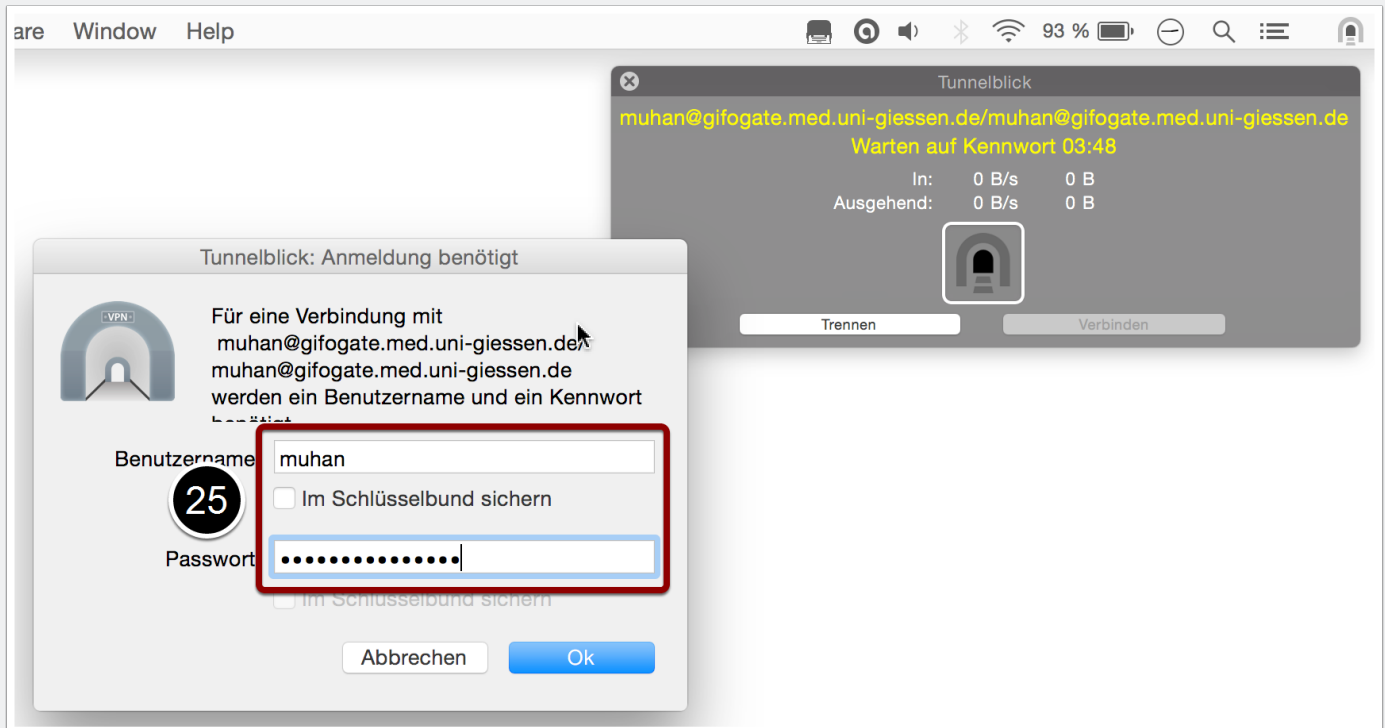 are Window Help 93 %
Tunnelblick
muhan@gifogate.med.uni-giessen.de/muhan@gifogate.med.uni-giessen.de
Warten auf Kennwort 03:48
In: 0 B/s 0 B
Ausgehend: 0 B/s 0 B
Trennen Verbinden
Tunnelblick: Anmeldung benötigt
VPN
Für eine Verbindung mit
muhan@gifogate.med.uni-giessen.de/
muhan@gifogate.med.uni-giessen.de
werden ein Benutzername und ein Kennwort
benötigt
Benutzername muhan
25
Im Schlüsselbund sichern
Passwort •••••••••••••••
Im Schlüsselbund sichern
Abbrechen Ok